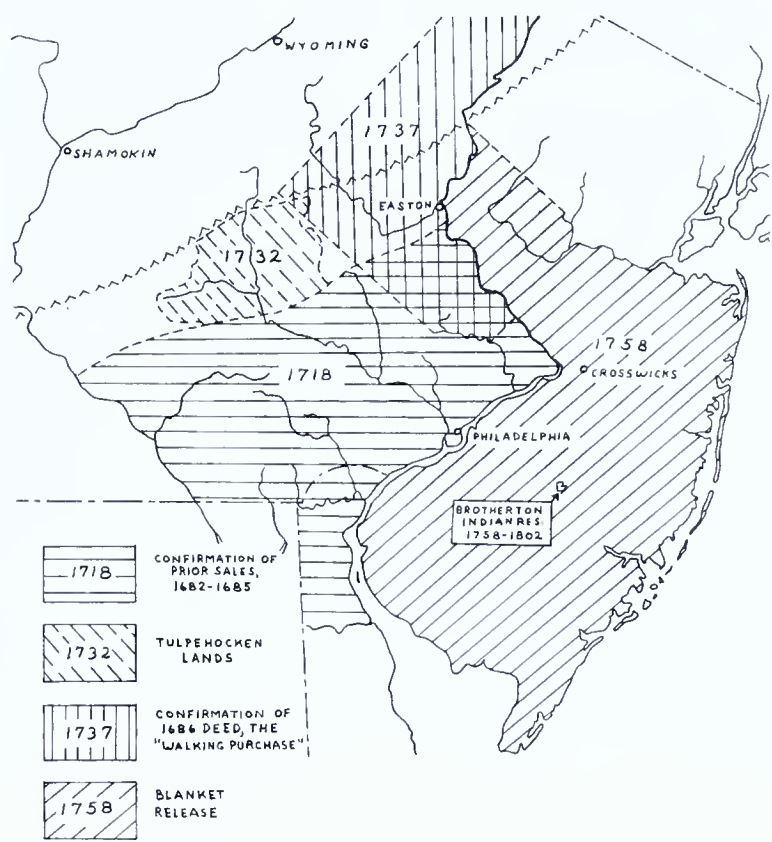 WYOMING
1737
SHAMOKIN
EASTON
1732
1758
CROSSWICKS
1718
PHILADELPHIA
BROTHERTON
INDIAN RES.
1758-1802
1718
CONFIRMATION OF
PRIOR SALES,
1682-1685
1732
TULPEHOCKEN
LANDS
1737
CONFIRMATION OF
1686 DEED, THE
"WALKING PURCHASE"
1758
BLANKET
RELEASE